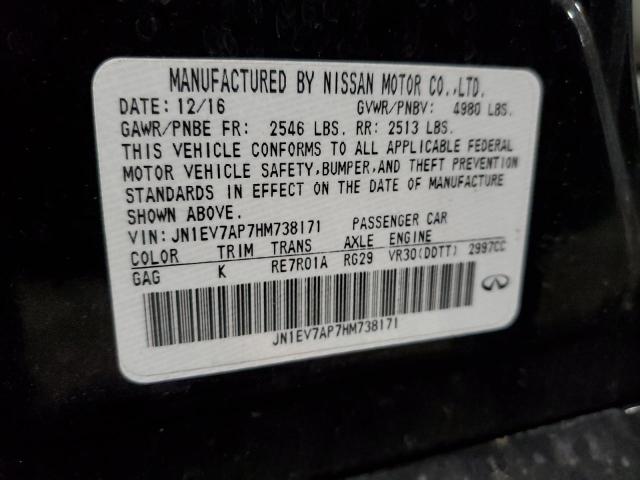 MANUFACTURED BY NISSAN MOTOR CO.,LTD.
DATE: 12/16 GVWR/PNBV: 4980 LBS.
GAWR/PNBE FR: 2546 LBS. RR: 2513 LBS.
THIS VEHICLE CONFORMS TO ALL APPLICABLE FEDERAL
MOTOR VEHICLE SAFETY,BUMPER,AND THEFT PREVENTION
STANDARDS IN EFFECT ON THE DATE OF MANUFACTURE
SHOWN ABOVE.
VIN: JN1EV7AP7HM738171 PASSENGER CAR
COLOR TRIM TRANS AXLE ENGINE
GAG K RE7R01A RG29 VR30(DDTT) 2997CC
JN1EV7AP7HM738171